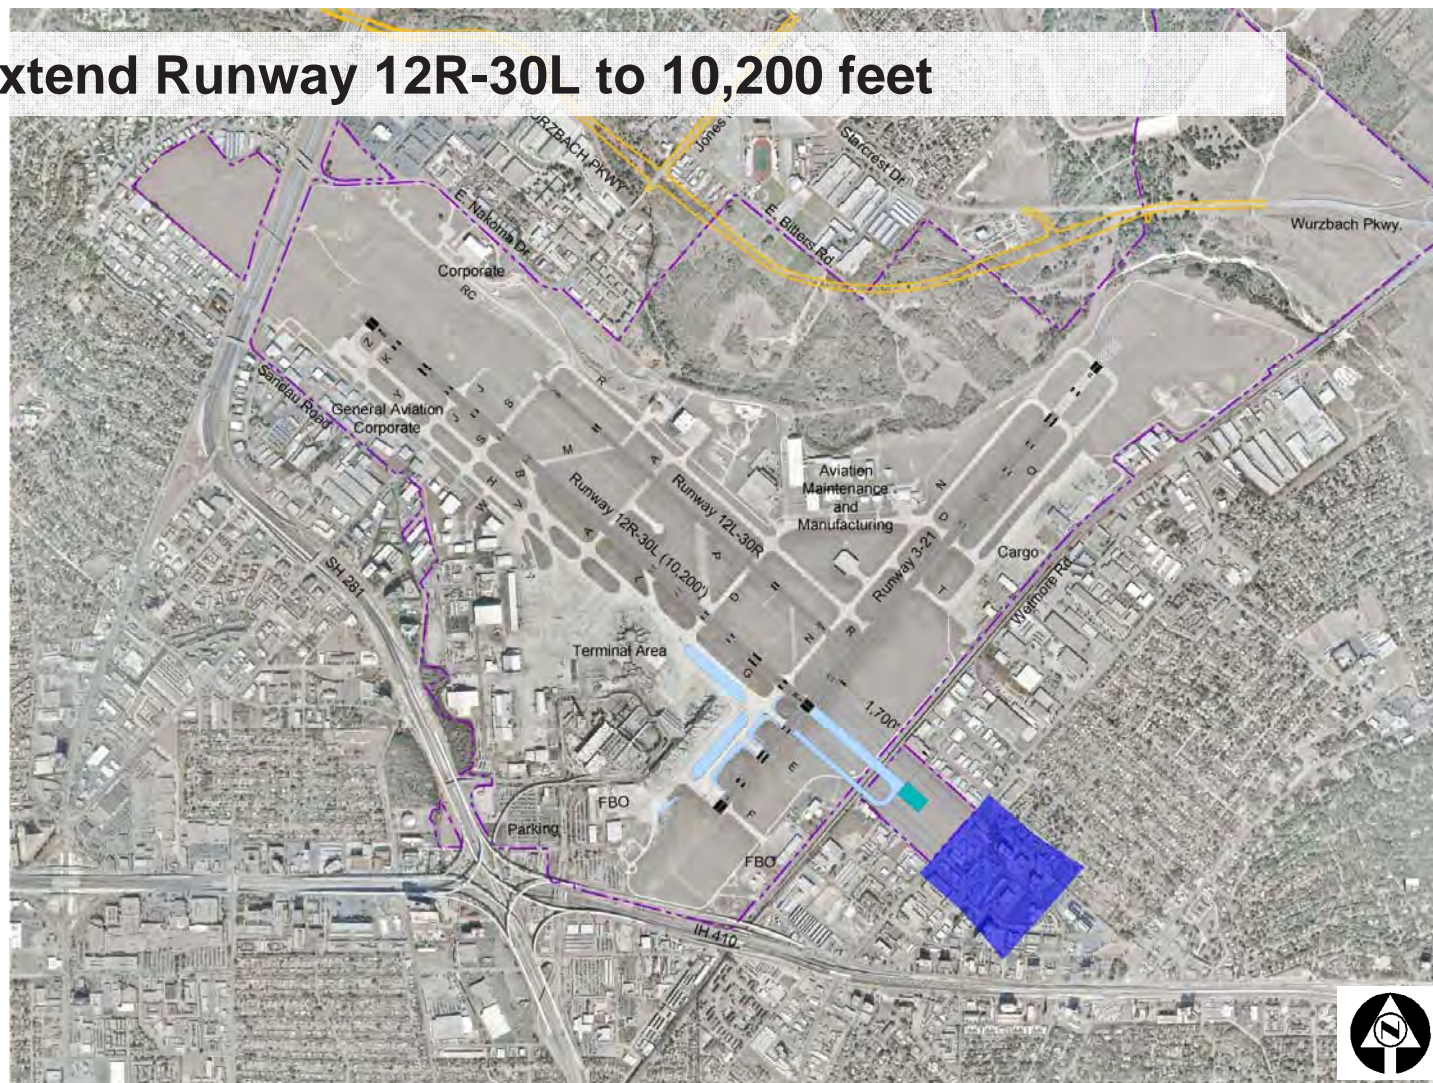 xtend Runway 12R-30L to 10,200 feet
WURZBACH PKWY
Jones
Starcrest Dr
E. Nakoma Dr.
E. Bitters Rd
Wurzbach Pkwy.
Corporate
RC
R
Z
K
Y
J
J
S
S
Sandau Road
General Aviation
Corporate
M
B
H
W
V
A
A
Runway 12R-30L (10,200')
Runway 12L-30R
Aviation
Maintenance
and
Manufacturing
N
D
Q
Runway 3-21
Cargo
T
Wetmore Rd
SH 281
L
P
D
N
R
Terminal Area
G
1,700'
E
F
FBO
Parking
FBO
IH 410
N